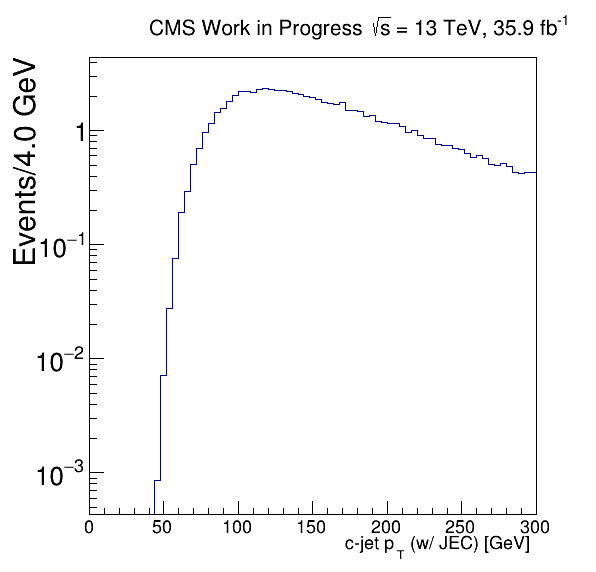 CMS Work in Progress √s = 13 TeV, 35.9 fb⁻¹
Events/4.0 GeV
1
10⁻¹
10⁻²
10⁻³
0 50 100 150 200 250 300
c-jet p_T (w/ JEC) [GeV]